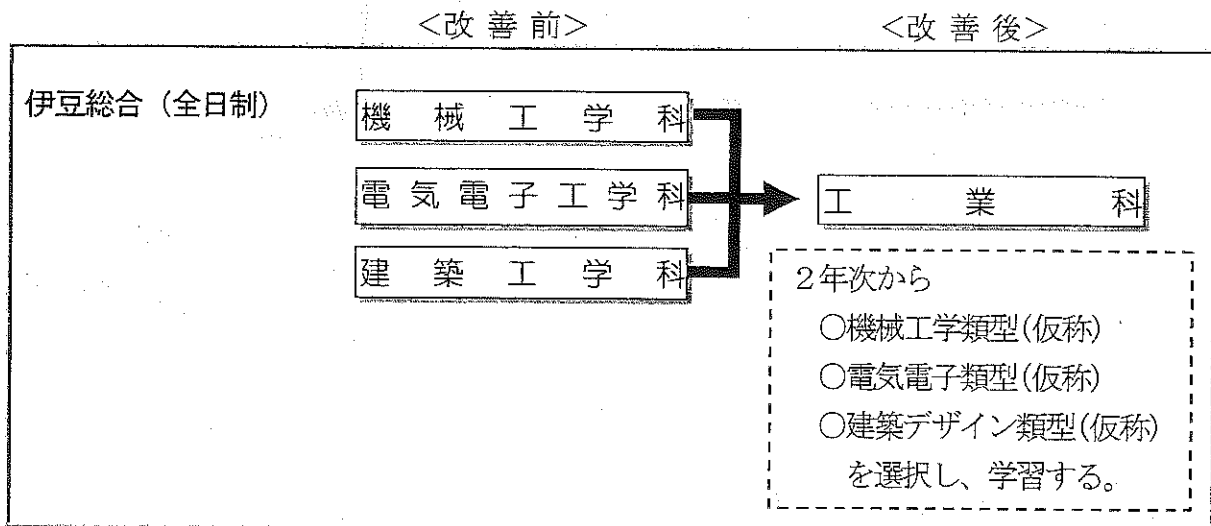 ＜改善前＞ ＜改善後＞
伊豆総合（全日制）
機械工学科
電気電子工学科
工業科
建築工学科
２年次から
○機械工学類型(仮称)
○電気電子類型(仮称)
○建築デザイン類型(仮称)
を選択し、学習する。